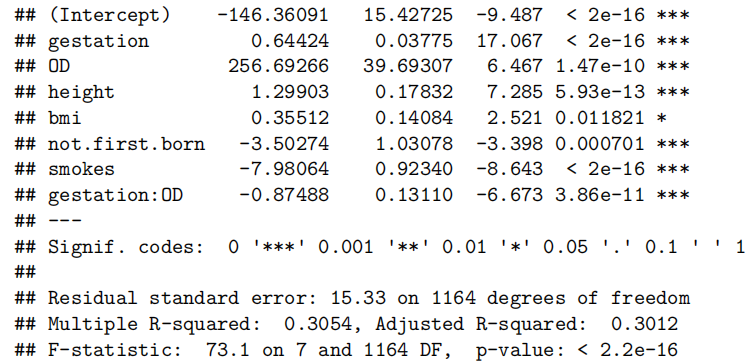 ## (Intercept)    -146.36091   15.42725  -9.487  < 2e-16 ***
## gestation         0.64424    0.03775  17.067  < 2e-16 ***
## OD              256.69266   39.69307   6.467 1.47e-10 ***
## height            1.29903    0.17832   7.285 5.93e-13 ***
## bmi               0.35512    0.14084   2.521 0.011821 *
## not.first.born   -3.50274    1.03078  -3.398 0.000701 ***
## smokes           -7.98064    0.92340  -8.643  < 2e-16 ***
## gestation:OD     -0.87488    0.13110  -6.673 3.86e-11 ***
## ---
## Signif. codes:  0 '***' 0.001 '**' 0.01 '*' 0.05 '.' 0.1 ' ' 1
##
## Residual standard error: 15.33 on 1164 degrees of freedom
## Multiple R-squared:  0.3054, Adjusted R-squared:  0.3012
## F-statistic:  73.1 on 7 and 1164 DF,  p-value: < 2.2e-16